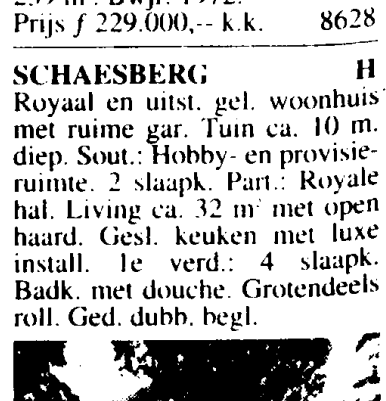 Prijs ƒ 229.000,-- k.k. 8628
SCHAESBERG H
Royaal en uitst. gel. woonhuis
met ruime gar. Tuin ca. 10 m.
diep. Sout.: Hobby- en provisie-
ruimte. 2 slaapk. Part.: Royale
hal. Living ca. 32 m² met open
haard. Gesl. keuken met luxe
install. 1e verd.: 4 slaapk.
Badk. met douche. Grotendeels
roll. Ged. dubb. begl.